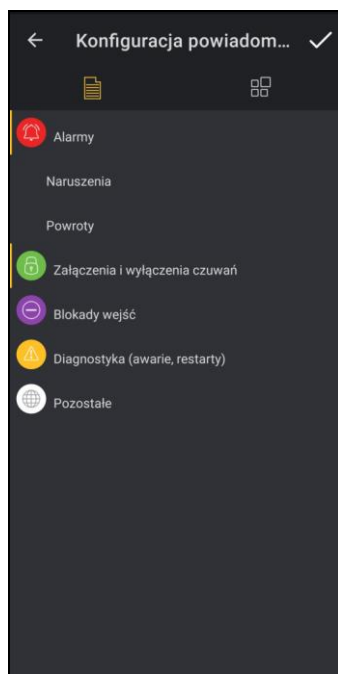 Konfiguracja powiadom...
Alarmy
Naruszenia
Powroty
Załączenia i wyłączenia czuwań
Blokady wejść
Diagnostyka (awarie, restarty)
Pozostałe